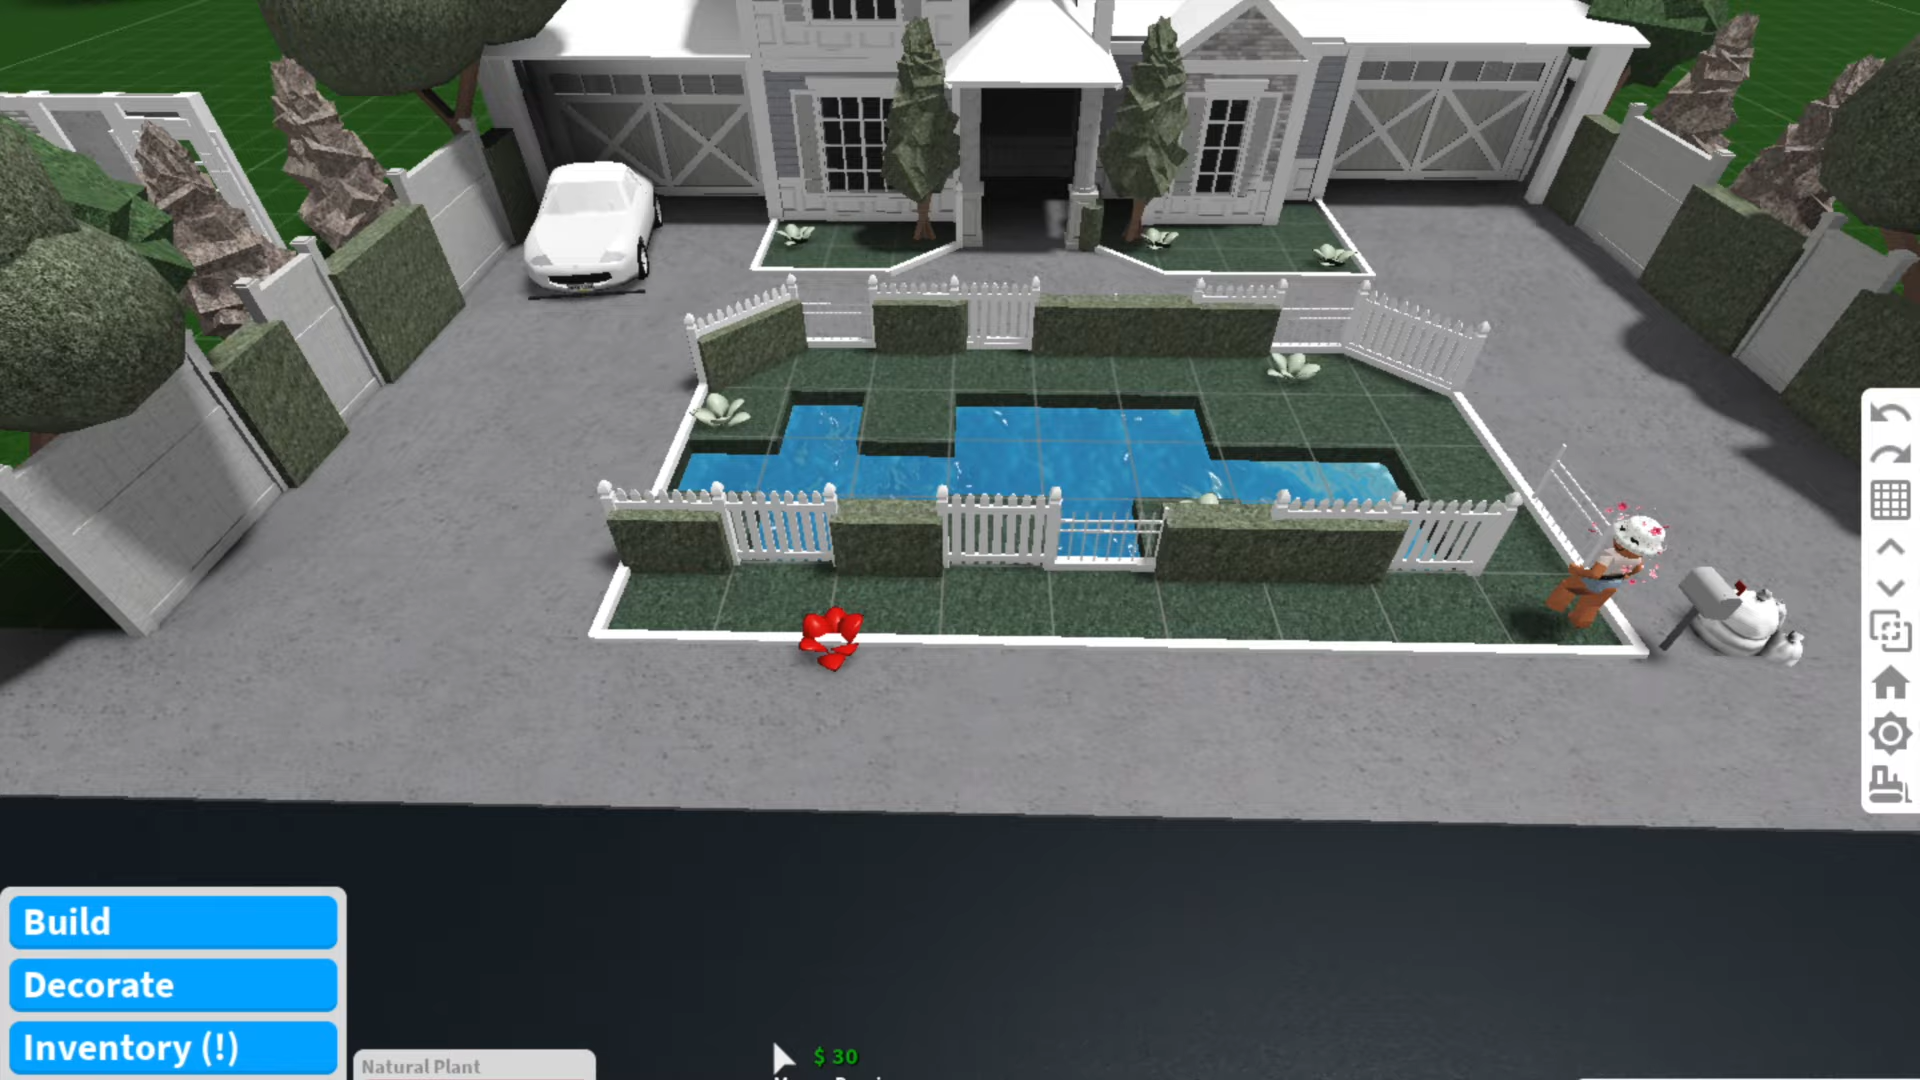 Build
Decorate
Inventory (!)
Natural Plant
$ 30